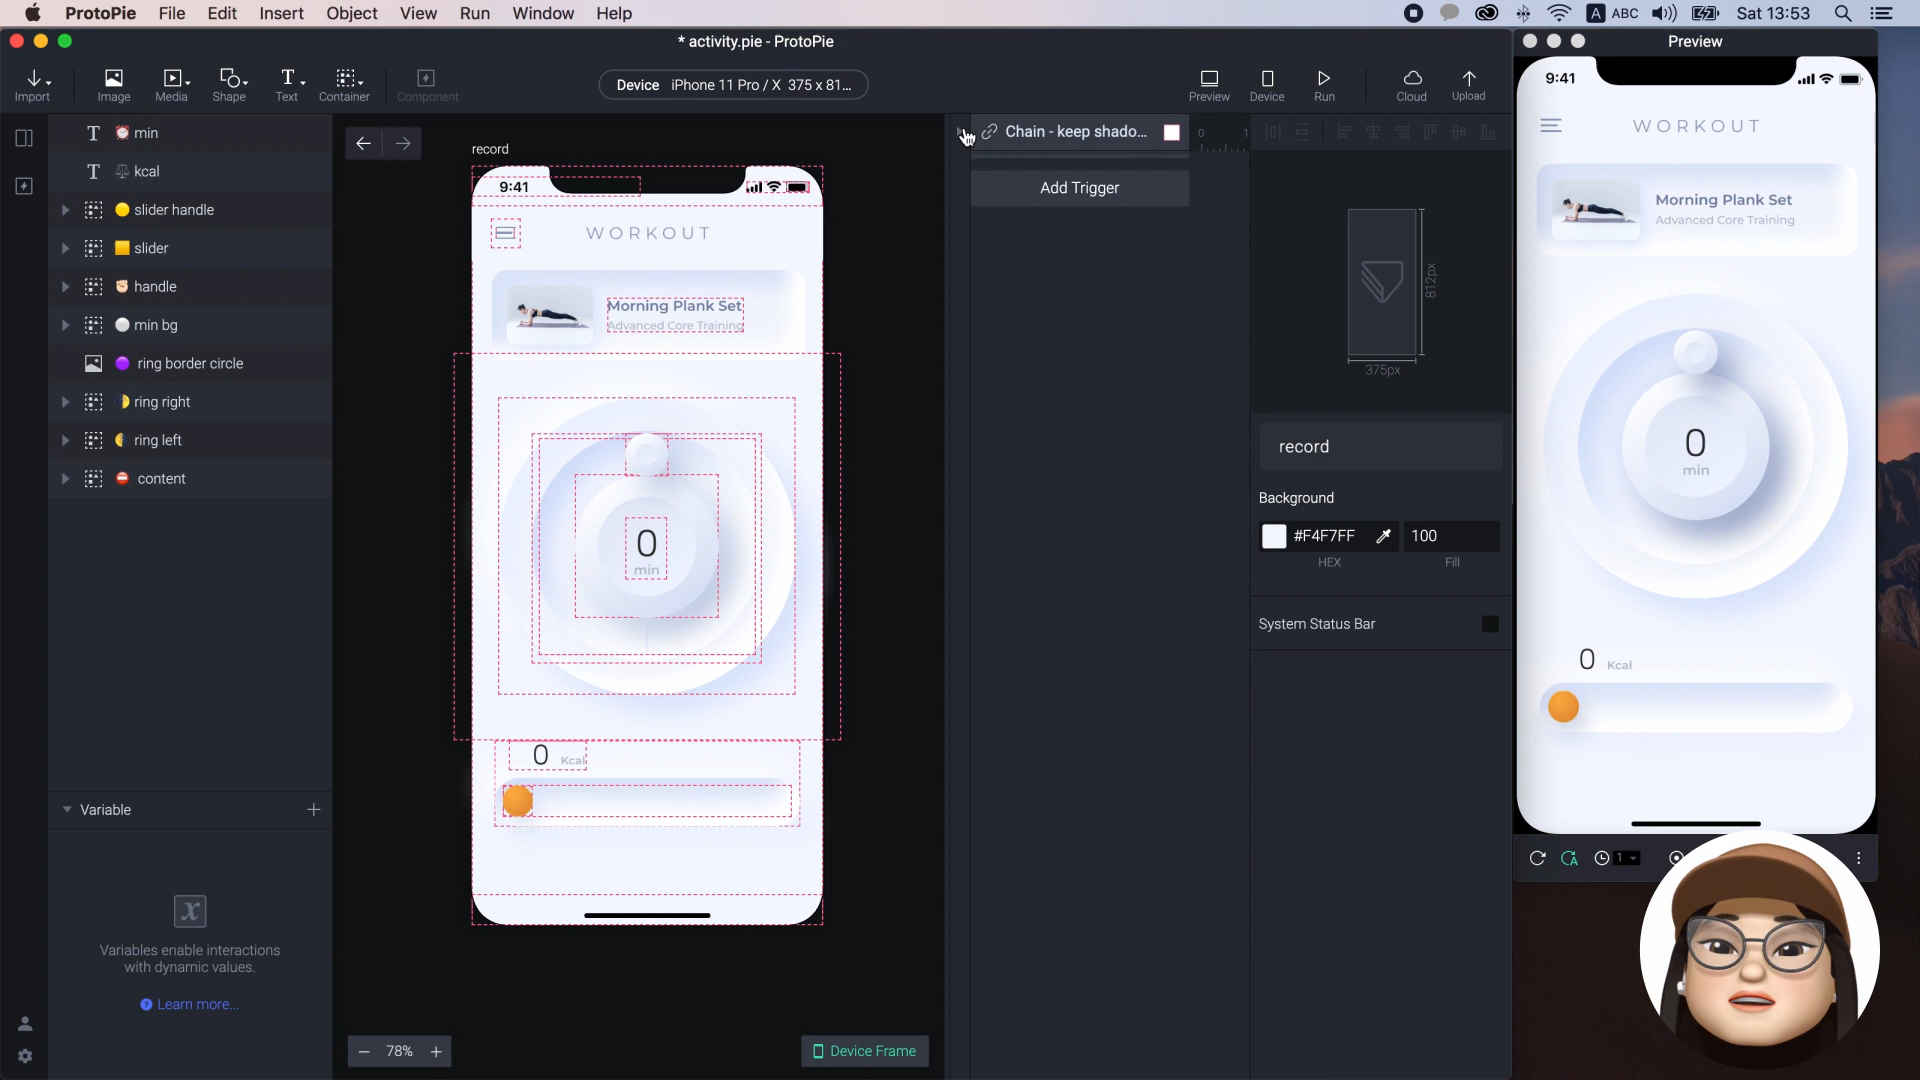 ProtoPie File Edit Insert Object View Run Window Help
A ABC Sat 13:53
* activity.pie - ProtoPie
Preview
Import Image Media Shape Text Container Component
Device iPhone 11 Pro / X 375 x 81...
Preview Device Run Cloud Upload
min
kcal
slider handle
slider
handle
min bg
ring border circle
ring right
ring left
content
Variable
x
Variables enable interactions
with dynamic values.
? Learn more...
record
9:41
WORKOUT
Morning Plank Set
Advanced Core Training
0
min
0 Kcal
78%
Device Frame
Chain - keep shado...
0 1
Add Trigger
812px
375px
record
Background
#F4F7FF 100
HEX Fill
System Status Bar
9:41
WORKOUT
Morning Plank Set
Advanced Core Training
0
min
0 Kcal
A 1